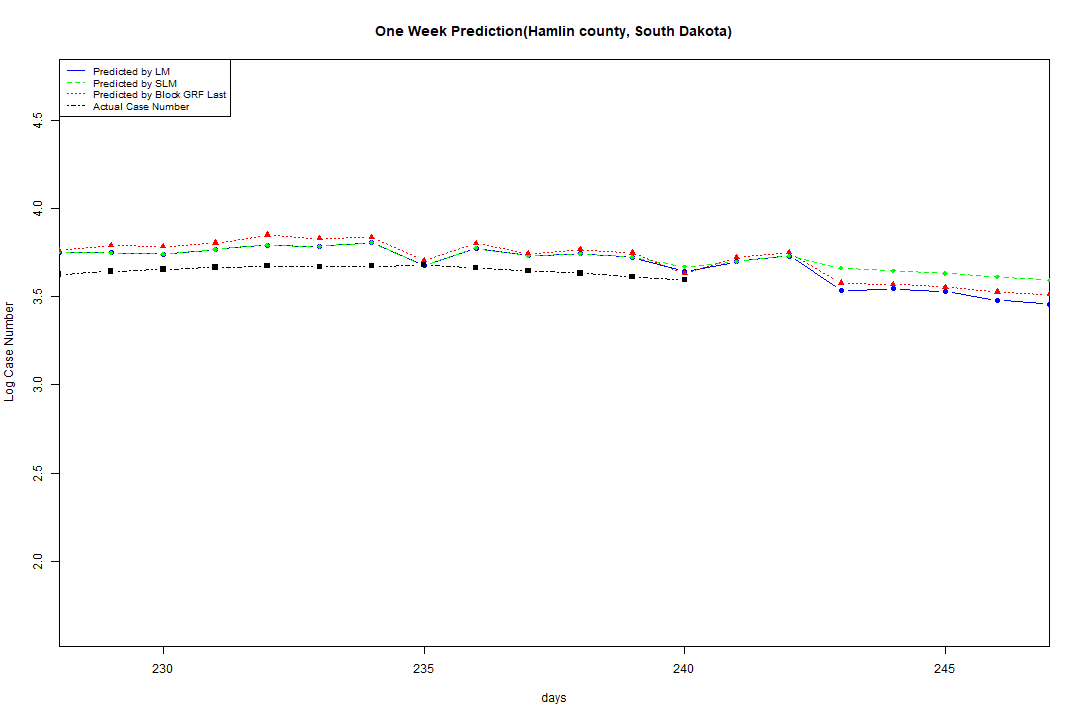 One Week Prediction(Hamlin county, South Dakota)
Predicted by LM
Predicted by SLM
Predicted by Block GRF Last
Actual Case Number
4.5
4.0
3.5
3.0
2.5
2.0
Log Case Number
230
235
240
245
days